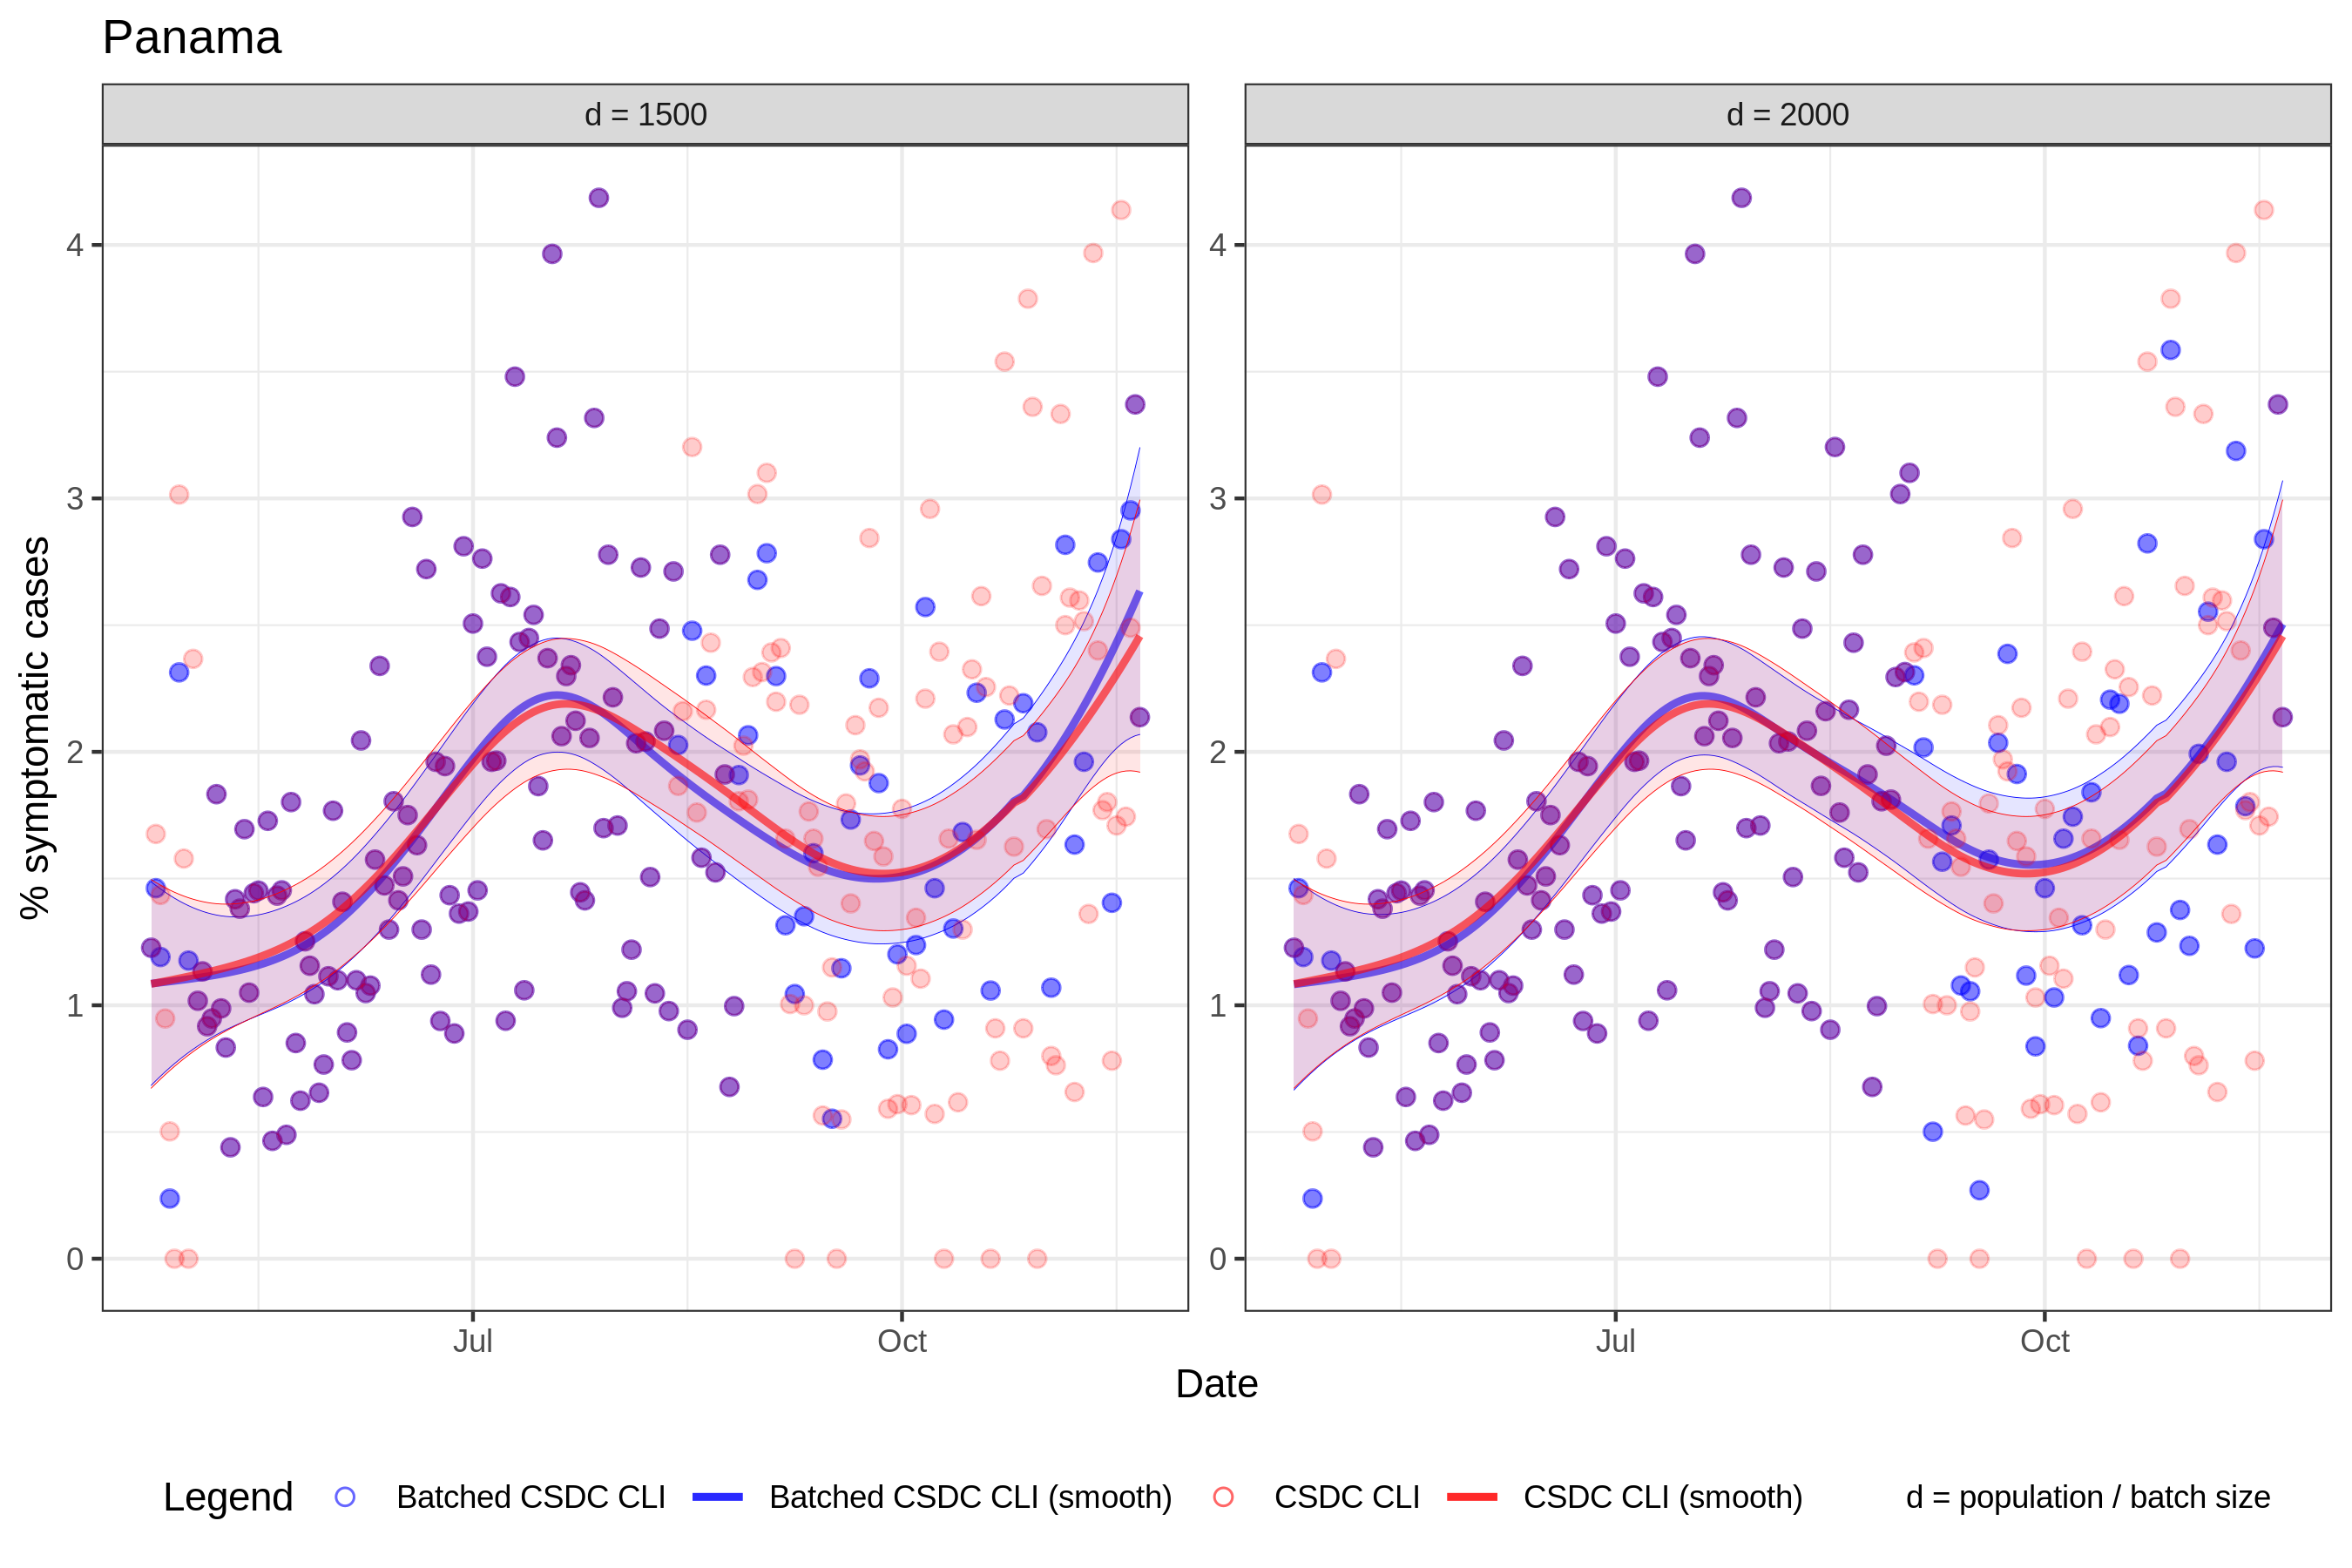 Panama
d = 1500
d = 2000
% symptomatic cases
4
3
2
1
0
4
3
2
1
0
Jul
Oct
Jul
Oct
Date
Legend
Batched CSDC CLI
Batched CSDC CLI (smooth)
CSDC CLI
CSDC CLI (smooth)
d = population / batch size